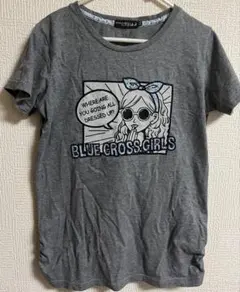 WHERE ARE
YOU GOING ALL
DRESSED UP?
BLUE CROSS GIRLS